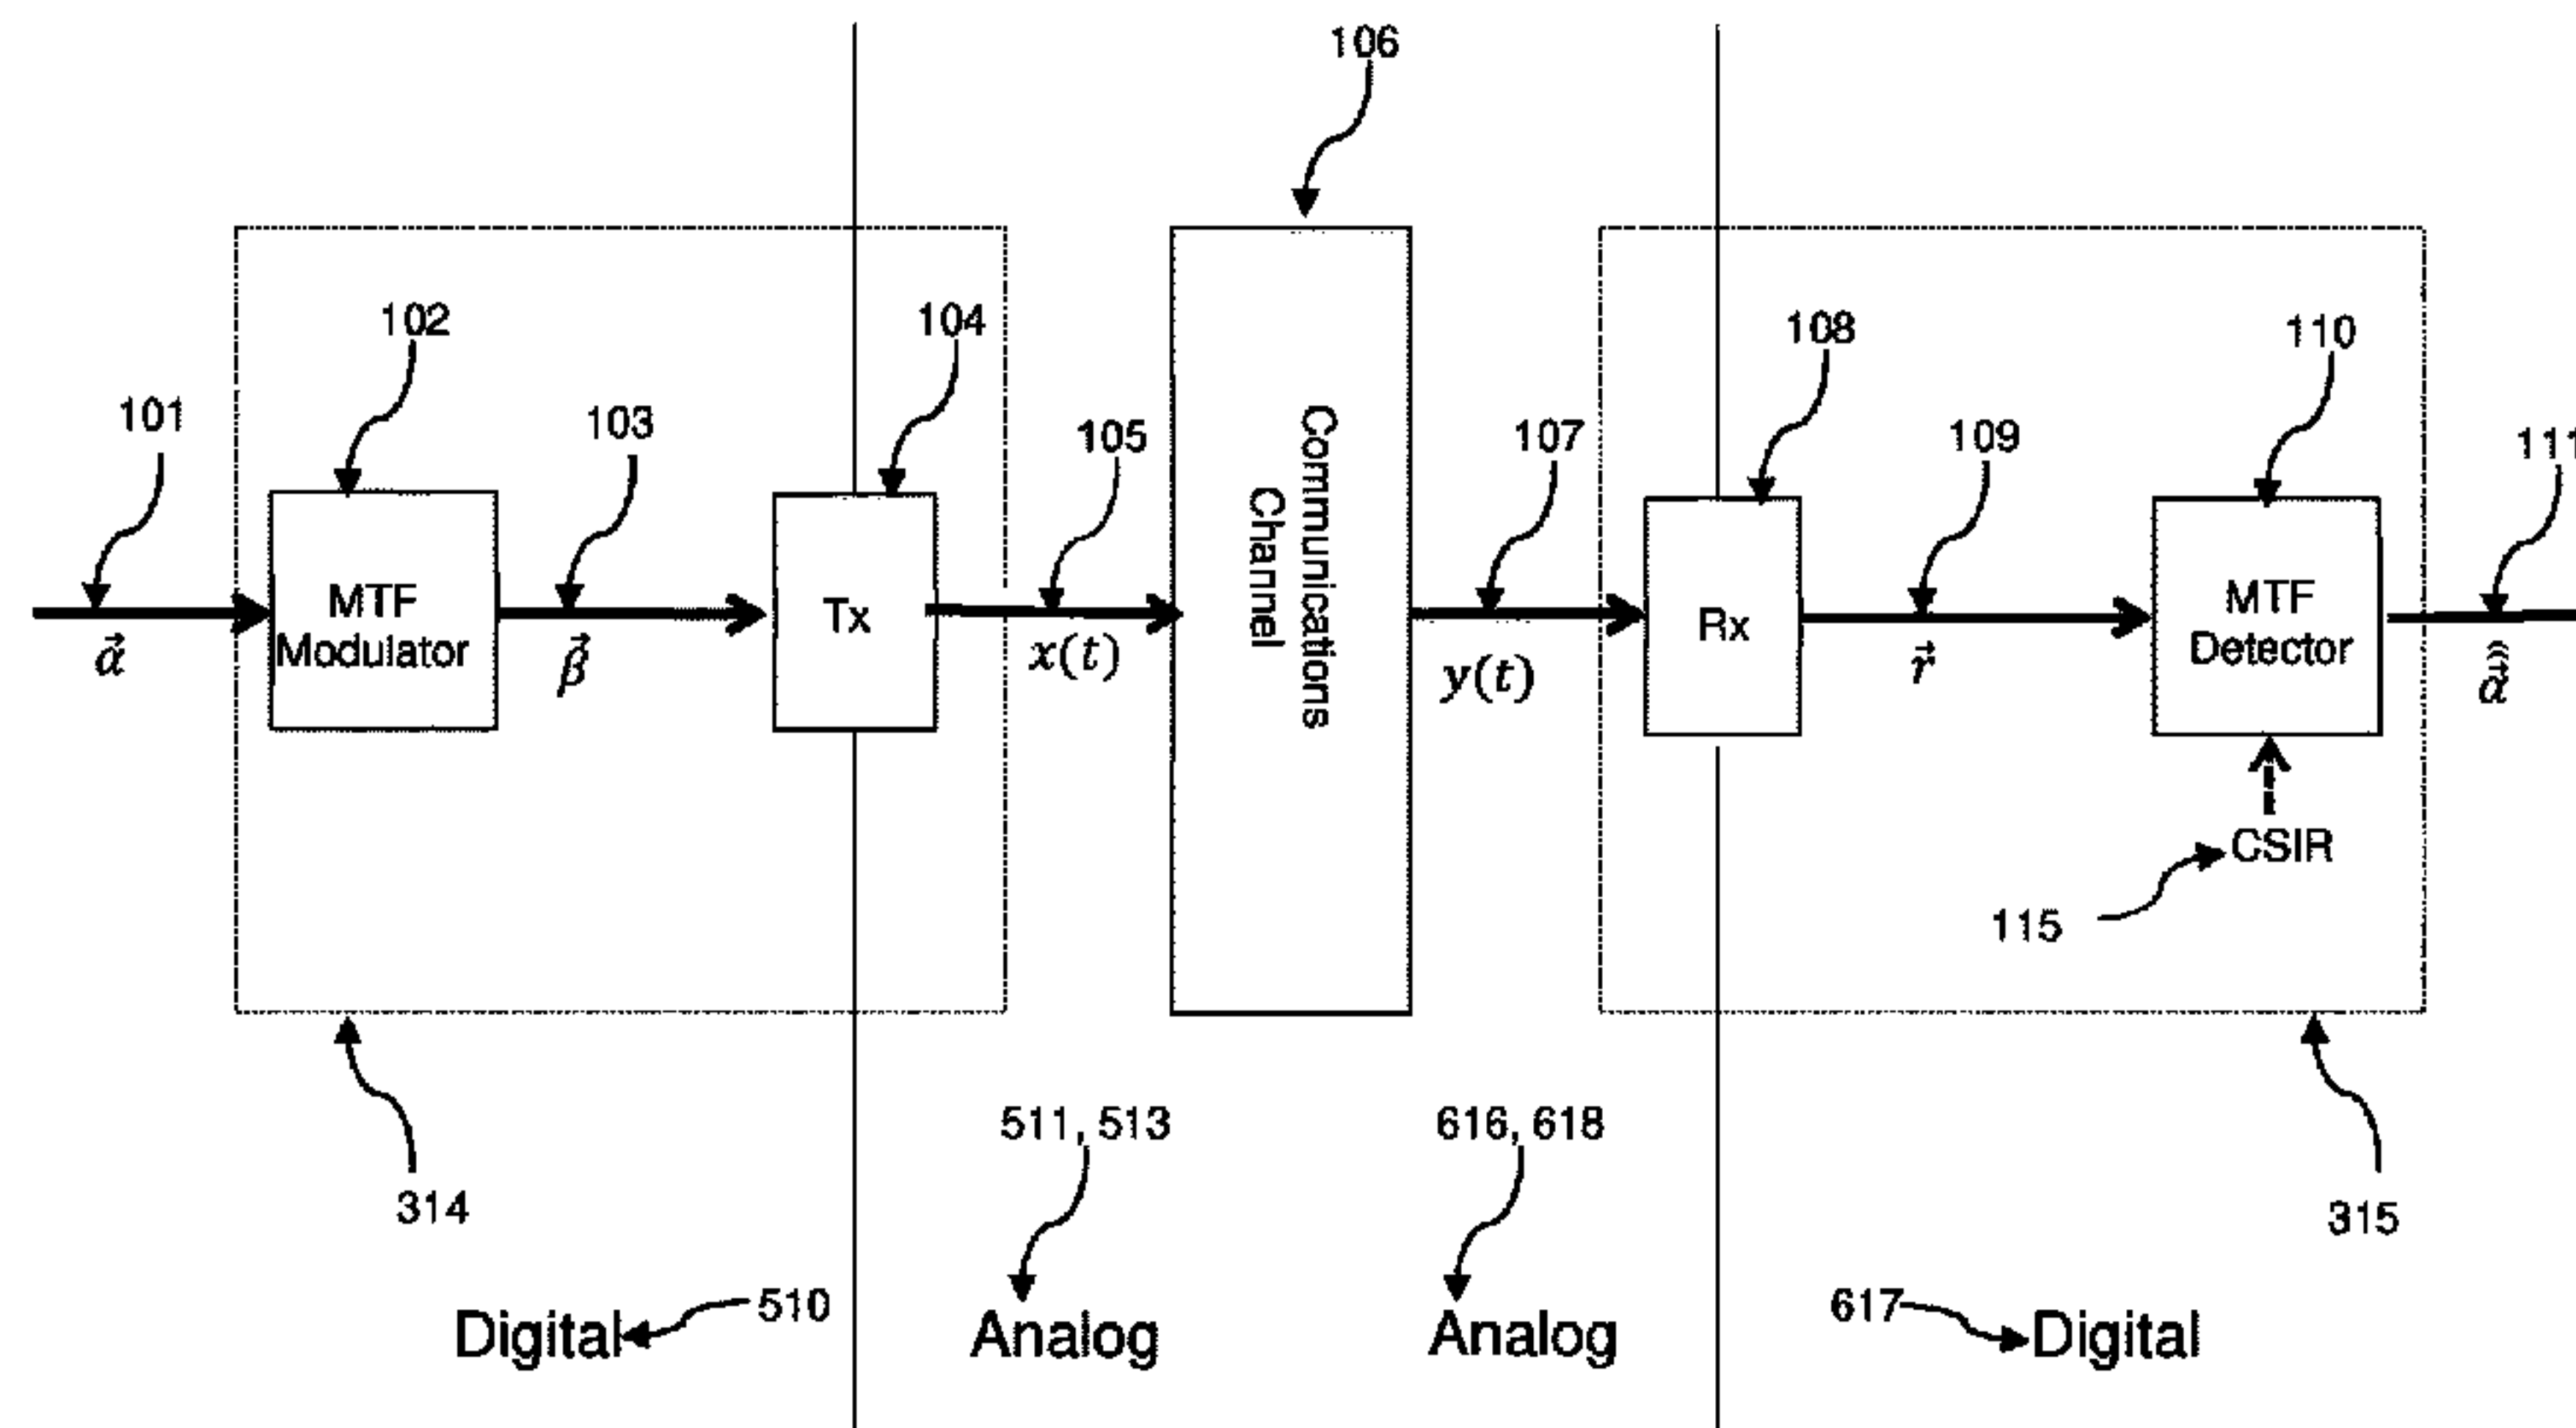 106
102
104
108
110
101
103
105
107
109
111
MTF
Modulator
Tx
Communications
Channel
Rx
MTF
Detector
α⃗
β⃗
x(t)
y(t)
r⃗
CSIR
115
511, 513
616, 618
314
315
Digital
510
Analog
Analog
617
Digital